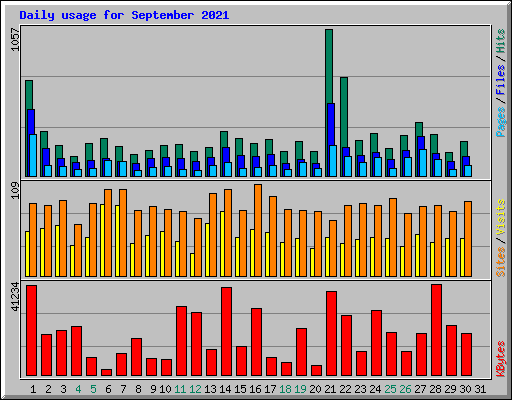 Daily usage for September 2021
1057
Pages / Files / Hits
109
Sites / Visits
41234
KBytes
1 2 3 4 5 6 7 8 9 10 11 12 13 14 15 16 17 18 19 20 21 22 23 24 25 26 27 28 29 30 31